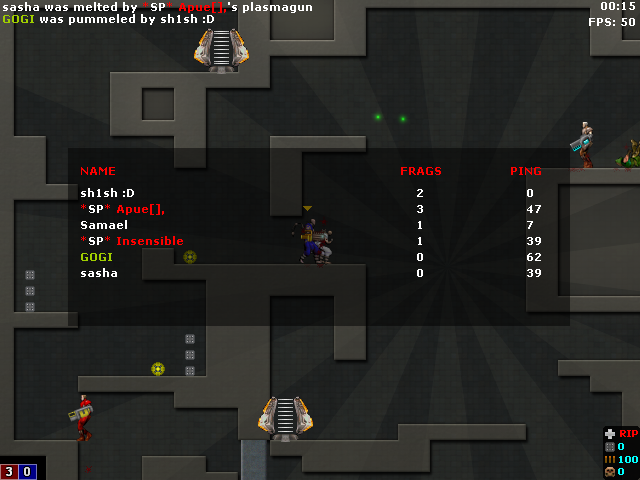 sasha was melted by *SP* Apue[],'s plasmagun
GOGI was pummeled by sh1sh :D
00:15
FPS: 50
NAME FRAGS PING
sh1sh :D 2 0
*SP* Apue[], 3 47
Samael 1 7
*SP* Insensible 1 39
GOGI 0 62
sasha 0 39
3 0
RIP
0
100
0